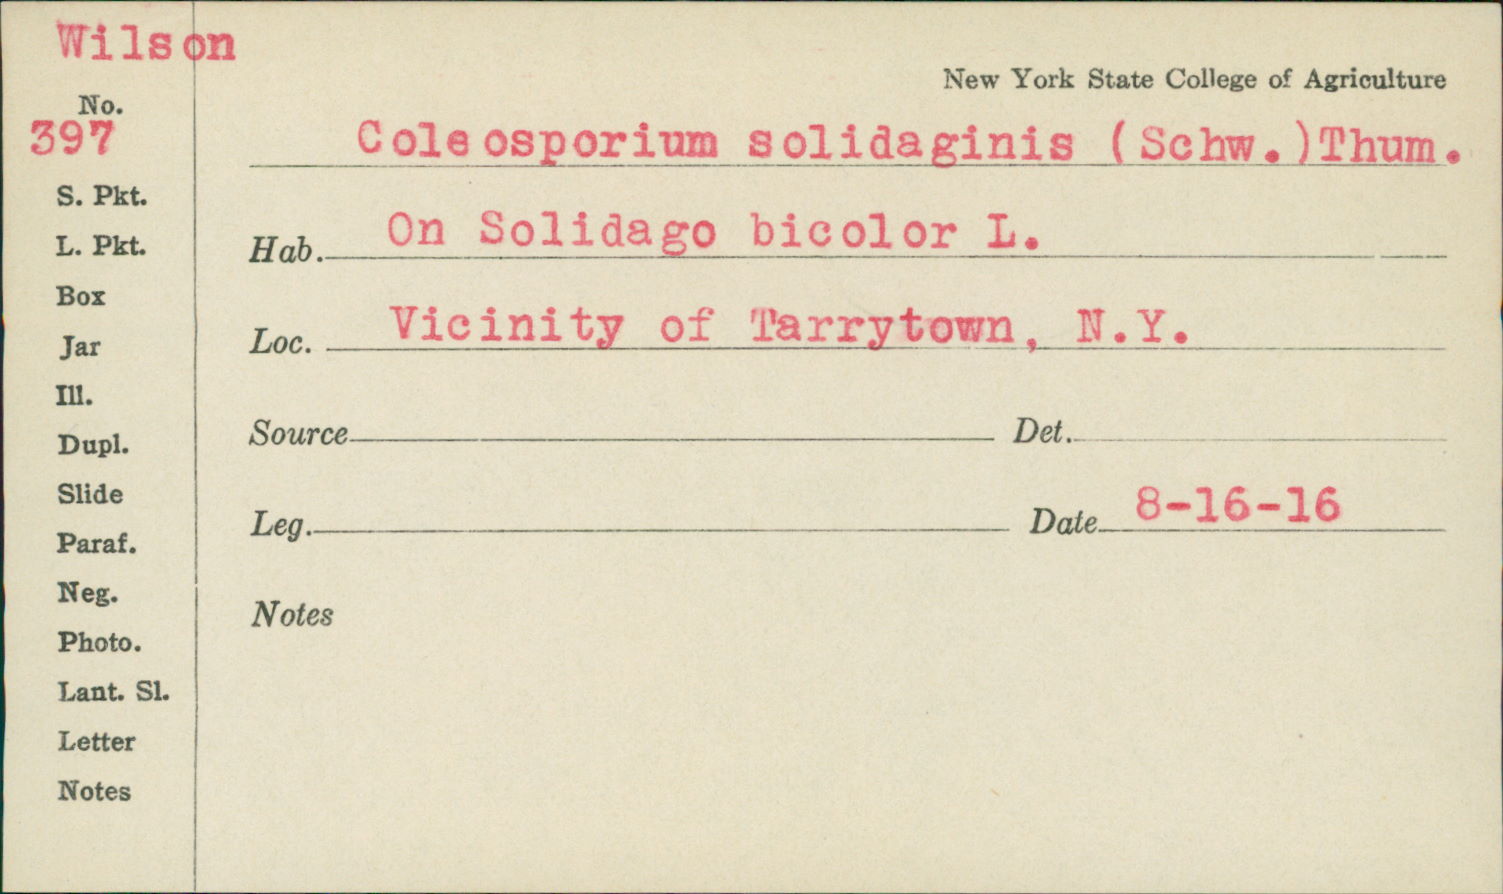 Wilson
New York State College of Agriculture
No.
397
Coleosporium solidaginis (Schw.)Thum.
S. Pkt.
L. Pkt.
Box
Jar
Ill.
Dupl.
Slide
Paraf.
Neg.
Photo.
Lant. Sl.
Letter
Notes
Hab. On Solidago bicolor L.
Loc. Vicinity of Tarrytown, N.Y.
Source Det.
Leg. Date 8-16-16
Notes